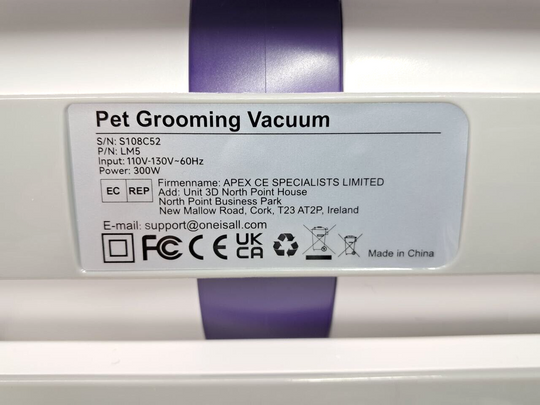 Pet Grooming Vacuum
S/N: S108C52
P/N: LM5
Input: 110V-130V~60Hz
Power: 300W
EC REP
Firmenname: APEX CE SPECIALISTS LIMITED
Add: Unit 3D North Point House
North Point Business Park
New Mallow Road, Cork, T23 AT2P, Ireland
E-mail: support@oneisall.com
FC CE UK CA
Made in China